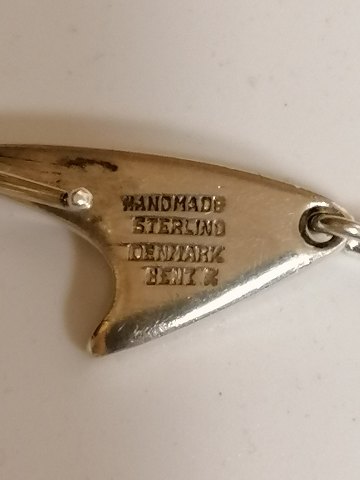 HANDMADE
STERLING
DENMARK
BENT K